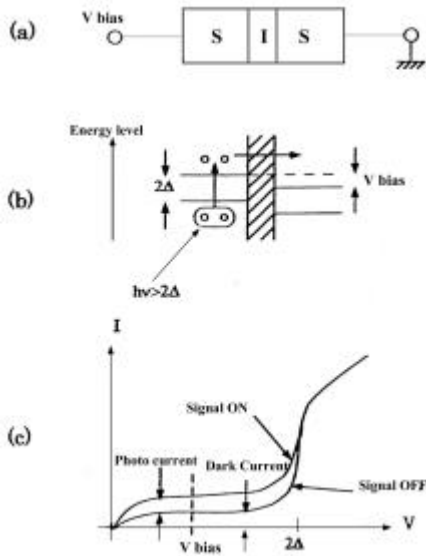 (a)
V bias
S I S
(b)
Energy level
2Δ
V bias
hν>2Δ
(c)
I
Signal ON
Photo current
Dark Current
Signal OFF
V bias
2Δ
V